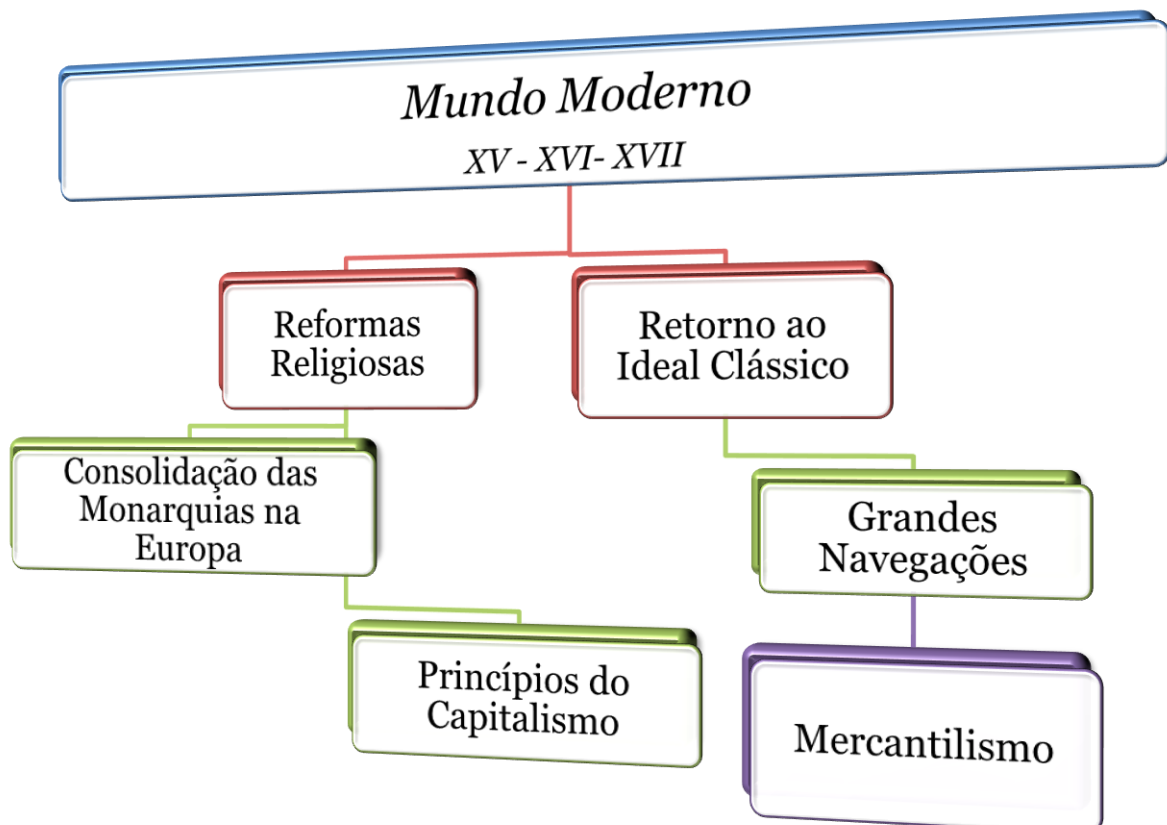 Mundo Moderno
XV - XVI- XVII
Reformas
Religiosas
Retorno ao
Ideal Clássico
Consolidação das
Monarquias na
Europa
Grandes
Navegações
Princípios do
Capitalismo
Mercantilismo